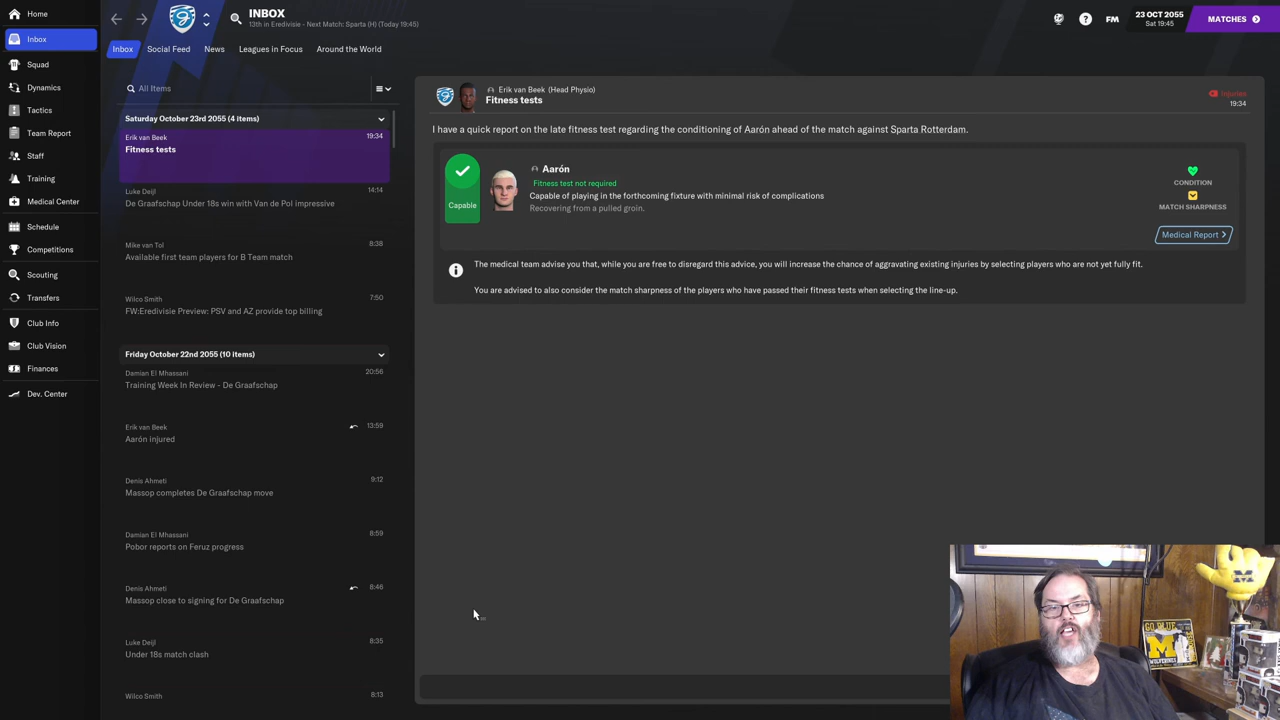 Home
Inbox
Squad
Dynamics
Tactics
Team Report
Staff
Training
Medical Center
Schedule
Competitions
Scouting
Transfers
Club Info
Club Vision
Finances
Dev. Center
INBOX
13th in Eredivisie - Next Match: Sparta (H) (Today 19:45)
FM
23 OCT 2055
Sat 19:45
MATCHES
Inbox
Social Feed
News
Leagues in Focus
Around the World
All Items
Saturday October 23rd 2055 (4 items)
Erik van Beek
19:34
Fitness tests
Luke Deijl
14:14
De Graafschap Under 18s win with Van de Pol impressive
Mike van Tol
8:38
Available first team players for B Team match
Wilco Smith
7:50
FW:Eredivisie Preview: PSV and AZ provide top billing
Friday October 22nd 2055 (10 items)
Damian El Mhassani
20:56
Training Week In Review - De Graafschap
Erik van Beek
13:59
Aarón injured
Denis Ahmeti
9:12
Massop completes De Graafschap move
Damian El Mhassani
8:59
Pobor reports on Feruz progress
Denis Ahmeti
8:46
Massop close to signing for De Graafschap
Luke Deijl
8:35
Under 18s match clash
Wilco Smith
8:13
Erik van Beek (Head Physio)
Fitness tests
Injuries
19:34
I have a quick report on the late fitness test regarding the conditioning of Aarón ahead of the match against Sparta Rotterdam.
Capable
Aarón
Fitness test not required
Capable of playing in the forthcoming fixture with minimal risk of complications
Recovering from a pulled groin.
CONDITION
MATCH SHARPNESS
Medical Report
The medical team advise you that, while you are free to disregard this advice, you will increase the chance of aggravating existing injuries by selecting players who are not yet fully fit.
You are advised to also consider the match sharpness of the players who have passed their fitness tests when selecting the line-up.
M
GO BLUE
M
WOLVERINES